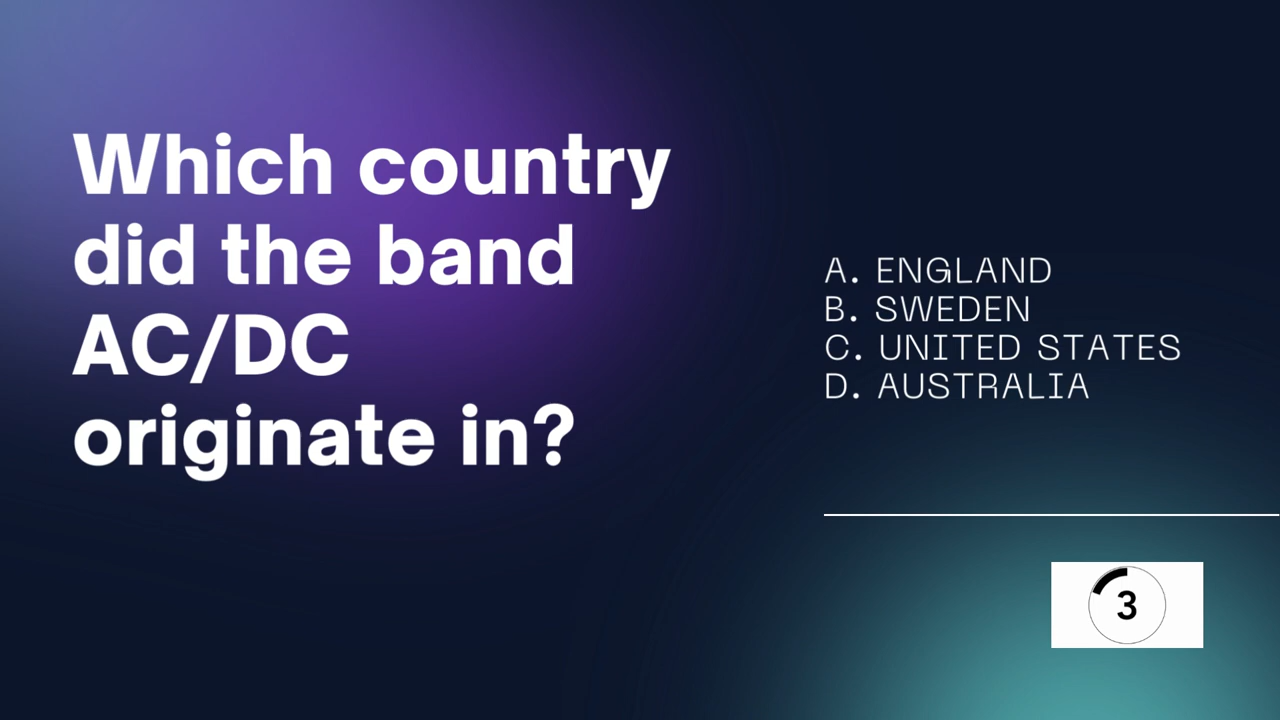 Which country
did the band
AC/DC
originate in?
A. ENGLAND
B. SWEDEN
C. UNITED STATES
D. AUSTRALIA
3